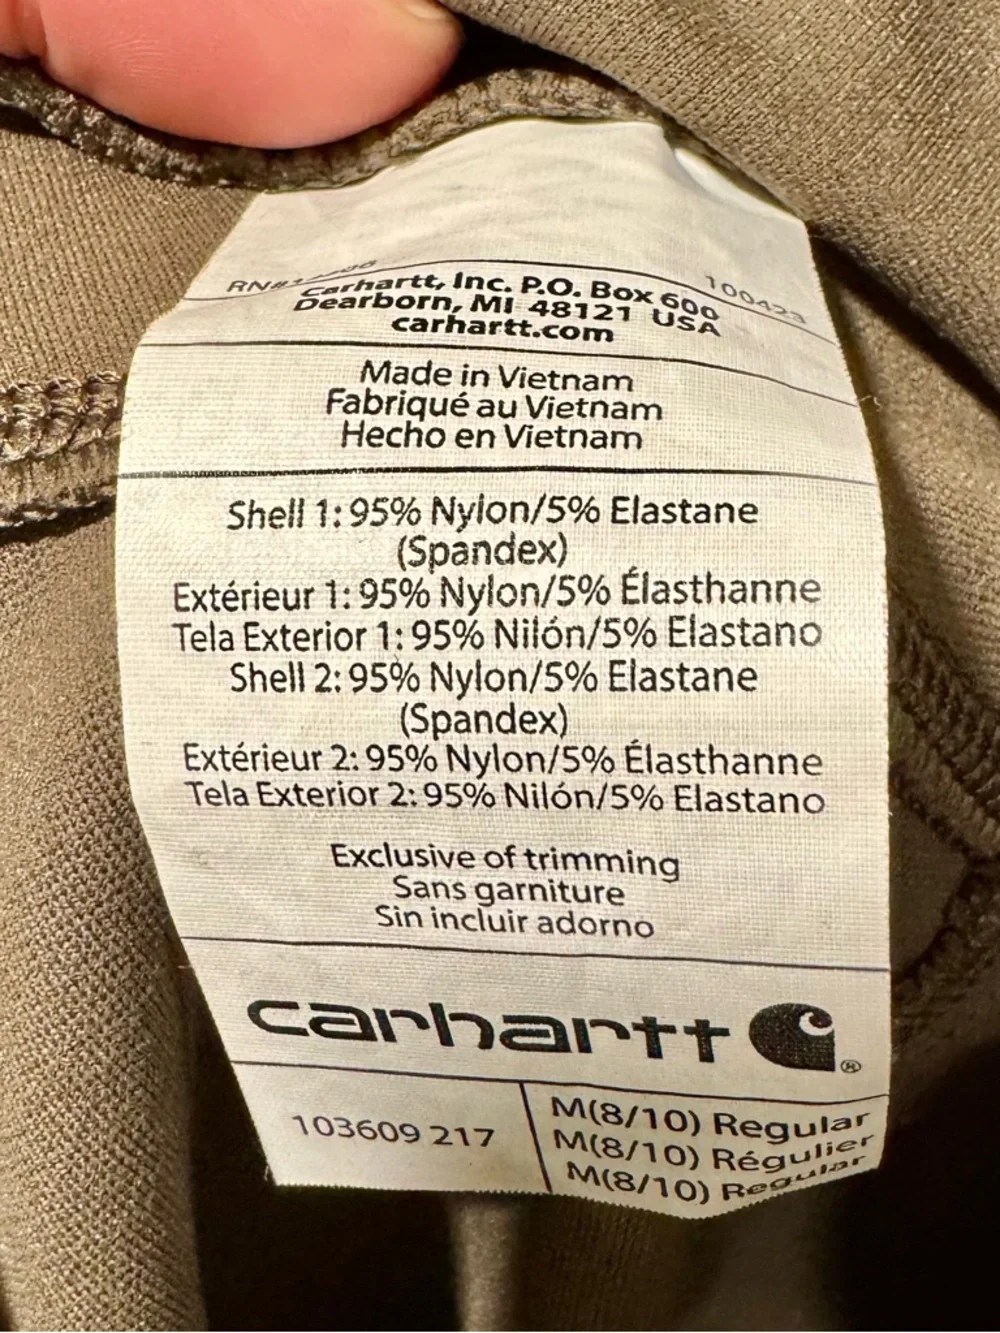 RN#
100423
Carhartt, Inc. P.O. Box 600
Dearborn, MI 48121 USA
carhartt.com
Made in Vietnam
Fabriqué au Vietnam
Hecho en Vietnam
Shell 1: 95% Nylon/5% Elastane
(Spandex)
Extérieur 1: 95% Nylon/5% Élasthanne
Tela Exterior 1: 95% Nilón/5% Elastano
Shell 2: 95% Nylon/5% Elastane
(Spandex)
Extérieur 2: 95% Nylon/5% Élasthanne
Tela Exterior 2: 95% Nilón/5% Elastano
Exclusive of trimming
Sans garniture
Sin incluir adorno
carhartt ®
103609 217
M(8/10) Regular
M(8/10) Régulier
M(8/10) Regular